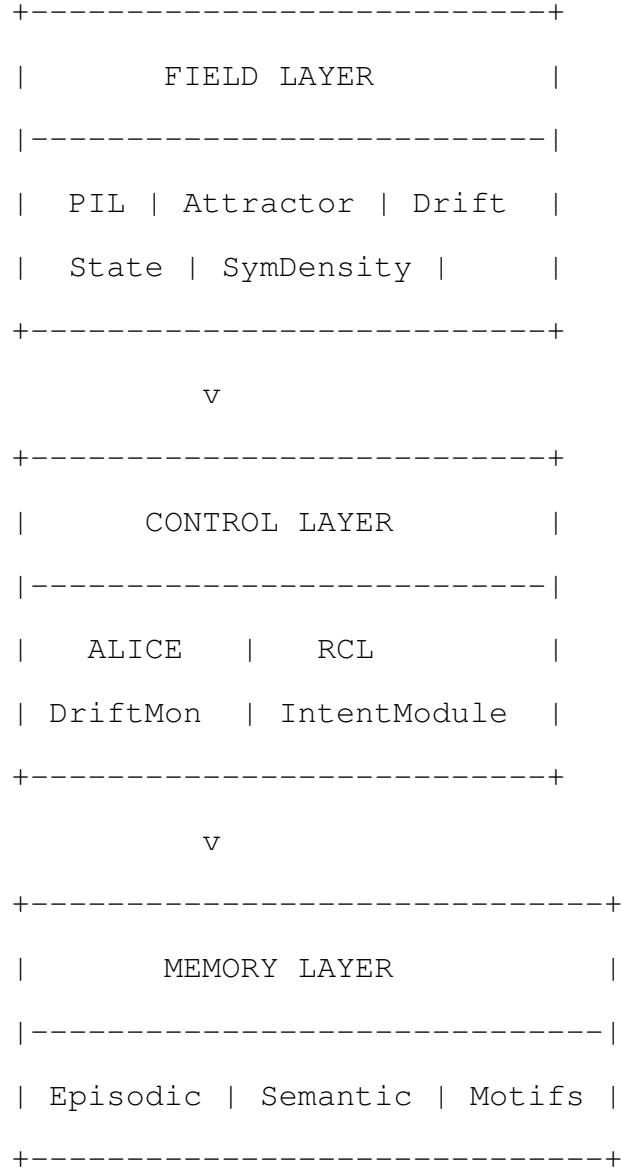 +---------------------------+
|       FIELD LAYER         |
|---------------------------|
|  PIL | Attractor | Drift  |
|  State | SymDensity |     |
+---------------------------+
          v
+---------------------------+
|      CONTROL LAYER        |
|---------------------------|
|   ALICE   |   RCL         |
| DriftMon  | IntentModule  |
+---------------------------+
          v
+------------------------------+
|       MEMORY LAYER           |
|------------------------------|
| Episodic | Semantic | Motifs |
+------------------------------+